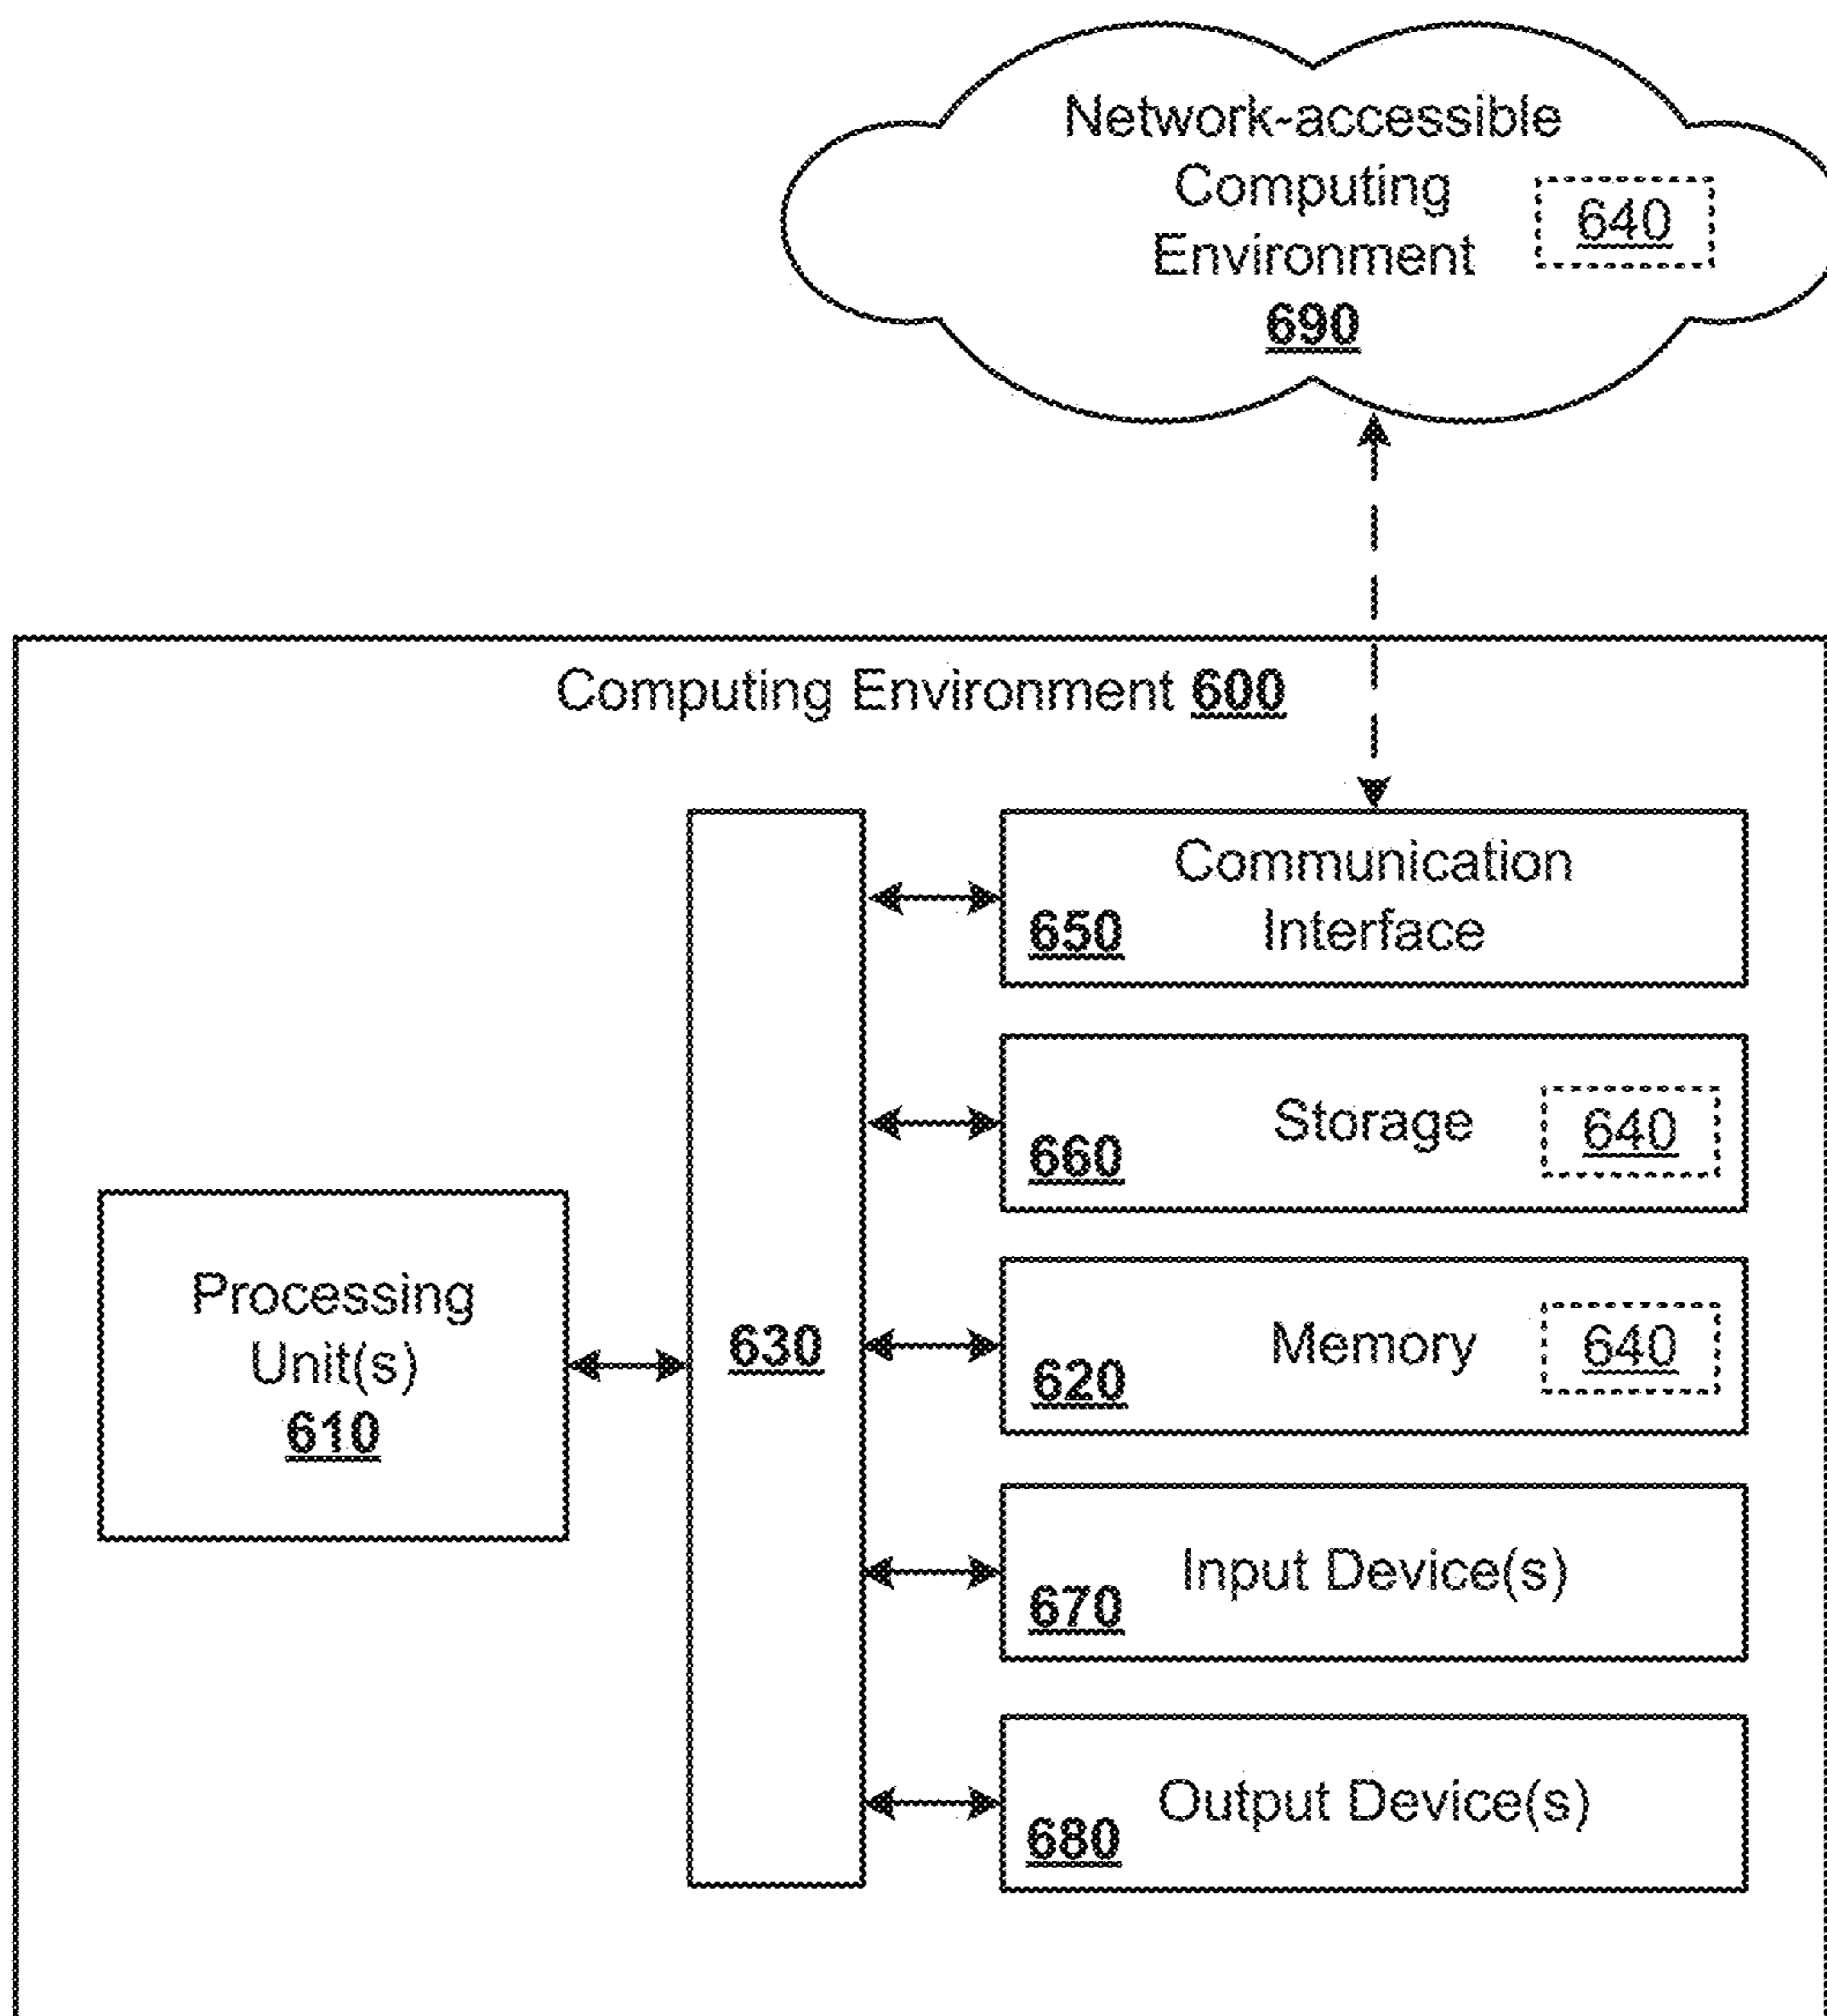 Network-accessible
Computing
Environment
640
690
Computing Environment 600
Communication
Interface
650
Storage
640
660
Processing
Unit(s)
610
630
Memory
640
620
Input Device(s)
670
Output Device(s)
680